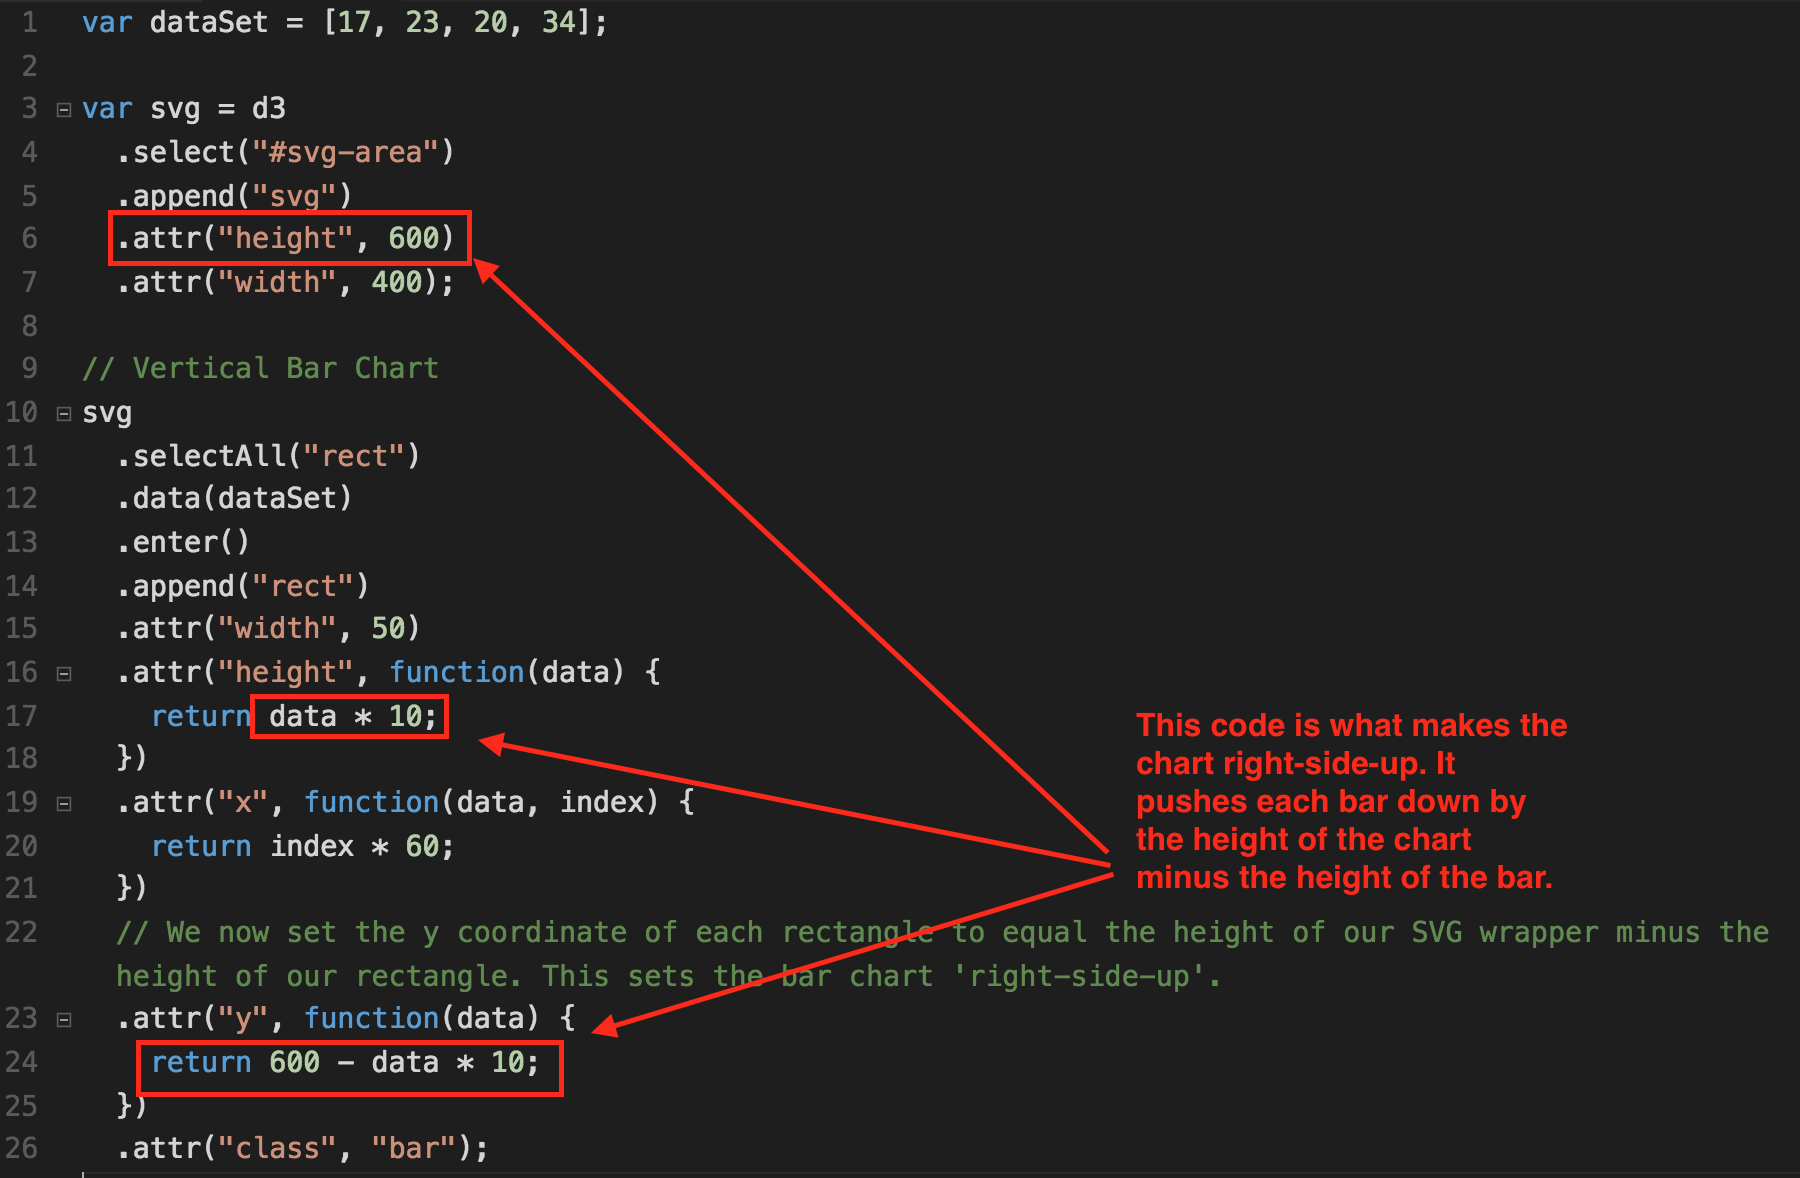 1 var dataSet = [17, 23, 20, 34];
2
3 var svg = d3
4 .select("#svg-area")
5 .append("svg")
6 .attr("height", 600)
7 .attr("width", 400);
8
9 // Vertical Bar Chart
10 svg
11 .selectAll("rect")
12 .data(dataSet)
13 .enter()
14 .append("rect")
15 .attr("width", 50)
16 .attr("height", function(data) {
17 return data * 10;
18 })
19 .attr("x", function(data, index) {
20 return index * 60;
21 })
22 // We now set the y coordinate of each rectangle to equal the height of our SVG wrapper minus the
height of our rectangle. This sets the bar chart 'right-side-up'.
23 .attr("y", function(data) {
24 return 600 - data * 10;
25 })
26 .attr("class", "bar");
This code is what makes the
chart right-side-up. It
pushes each bar down by
the height of the chart
minus the height of the bar.